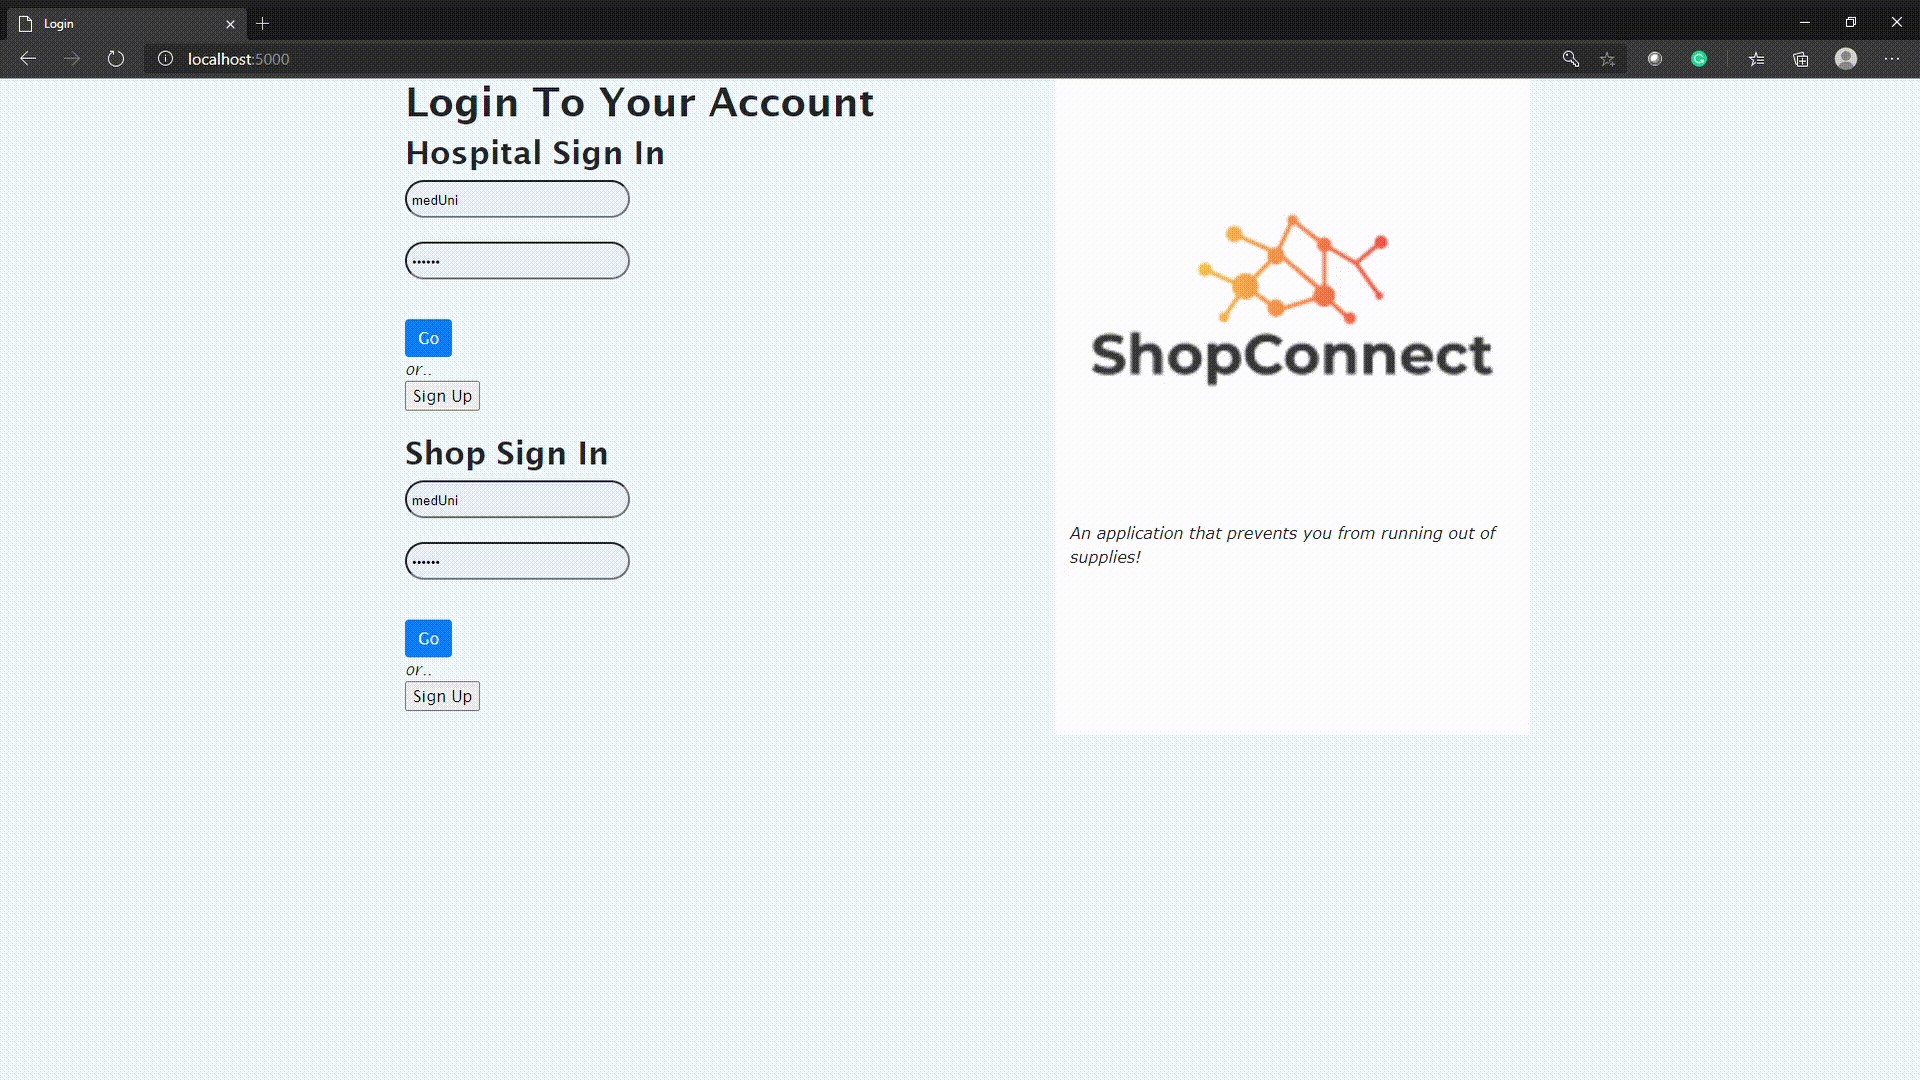 Login
localhost:5000
Login To Your Account
Hospital Sign In
medUni
••••••
Go
or..
Sign Up
Shop Sign In
medUni
••••••
Go
or..
Sign Up
ShopConnect
An application that prevents you from running out of
supplies!